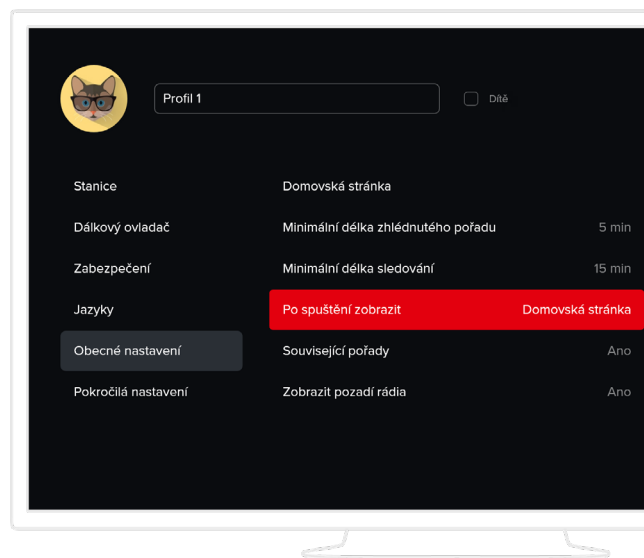 Profil 1
Dítě
Stanice
Domovská stránka
Dálkový ovladač
Minimální délka zhlédnutého pořadu 5 min
Zabezpečení
Minimální délka sledování 15 min
Jazyky
Po spuštění zobrazit Domovská stránka
Obecné nastavení
Související pořady Ano
Pokročilá nastavení
Zobrazit pozadí rádia Ano